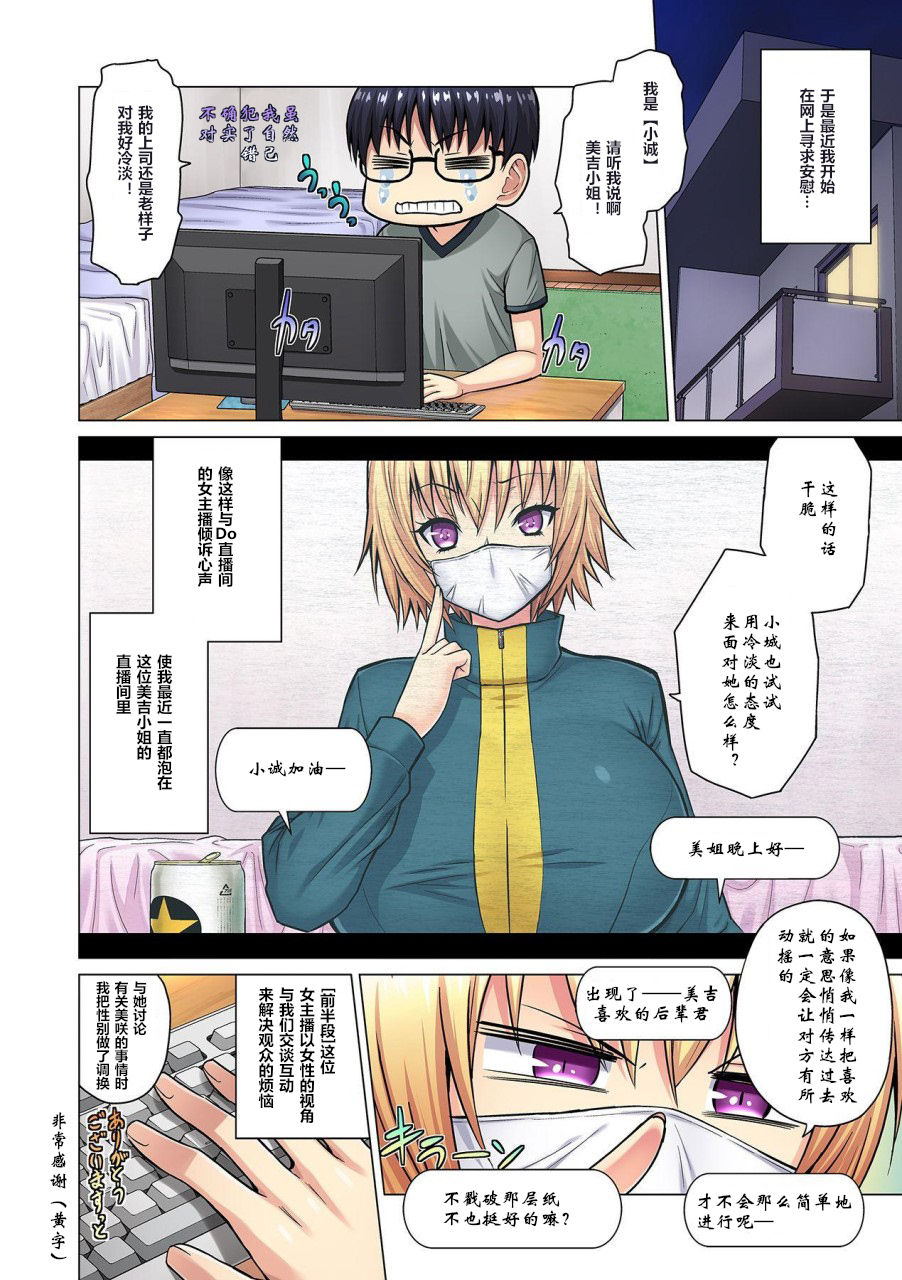 于是最近我开始
在网上寻求安慰…
我是【小诚】
请听我说啊
美吉小姐！
虽然
我自己
犯了错
确实
不对
我的上司还是老样子
对我好冷淡！
うっうっ
カタ
カタ
这样的话
干脆
小城也试试
用冷淡的态度
来面对她怎么
样？
像这样与Do直播间
的女主播倾诉心声
使我最近一直都泡在
这位美吉小姐的
直播间里
小诚加油—
美姐晚上好—
如果像我一样把喜欢
的意思悄悄传达过去
就一定会让对方有所
动摇的
出现了——美吉
喜欢的后辈君
キラーン
才不会那么简单地
进行呢—
不戳破那层纸
不也挺好的嘛?
[前半段]这位
女主播以女性的视角
与我们交谈互动
来解决观众的烦恼
与她讨论
有关美咲的事情时
我把性别做了调换
ありがとう
ございますっと
非常感谢（黄字）